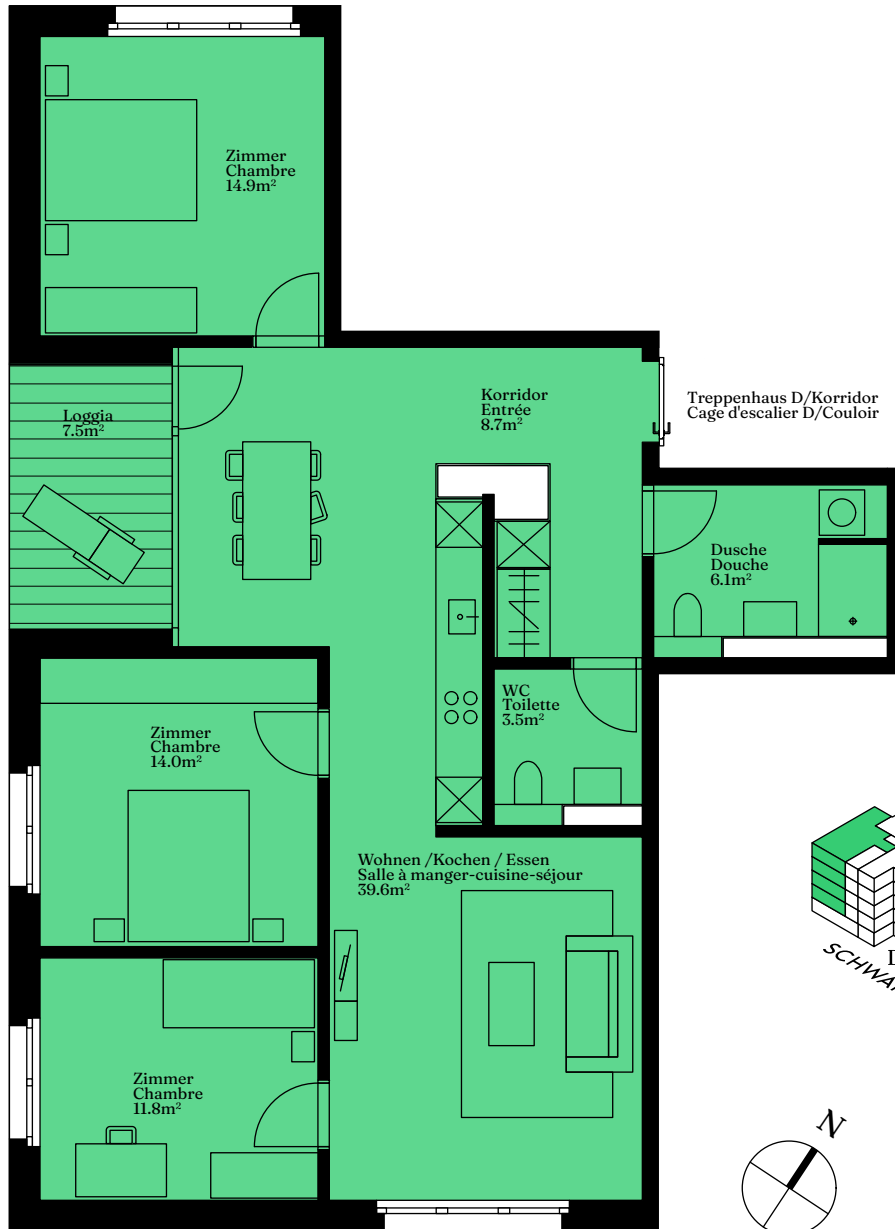 Zimmer
Chambre
14.9m²
Loggia
7.5m²
Korridor
Entrée
8.7m²
Treppenhaus D/Korridor
Cage d'escalier D/Couloir
Dusche
Douche
6.1m²
WC
Toilette
3.5m²
Zimmer
Chambre
14.0m²
Wohnen /Kochen / Essen
Salle à manger-cuisine-séjour
39.6m²
Zimmer
Chambre
11.8m²
N